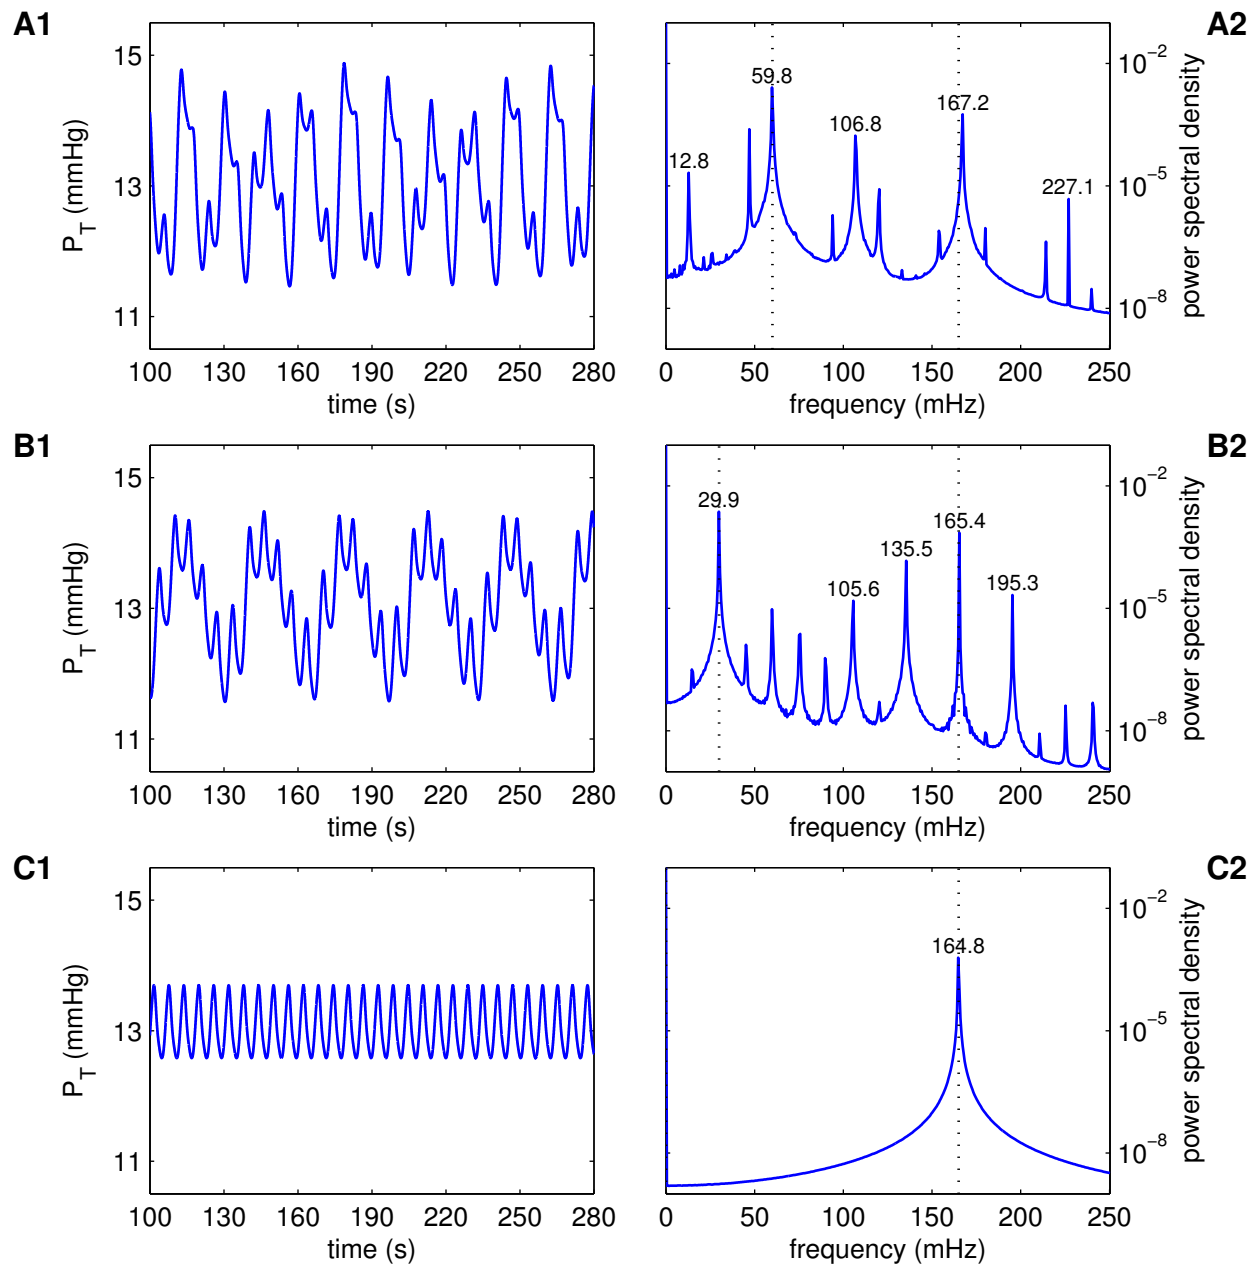 A1
A2
15
13
11
P_T (mmHg)
100 130 160 190 220 250 280
time (s)
59.8
167.2
106.8
12.8
227.1
10^−2
10^−5
10^−8
power spectral density
0 50 100 150 200 250
frequency (mHz)
B1
B2
15
13
11
P_T (mmHg)
100 130 160 190 220 250 280
time (s)
29.9
165.4
135.5
105.6
195.3
10^−2
10^−5
10^−8
power spectral density
0 50 100 150 200 250
frequency (mHz)
C1
C2
15
13
11
P_T (mmHg)
100 130 160 190 220 250 280
time (s)
164.8
10^−2
10^−5
10^−8
power spectral density
0 50 100 150 200 250
frequency (mHz)